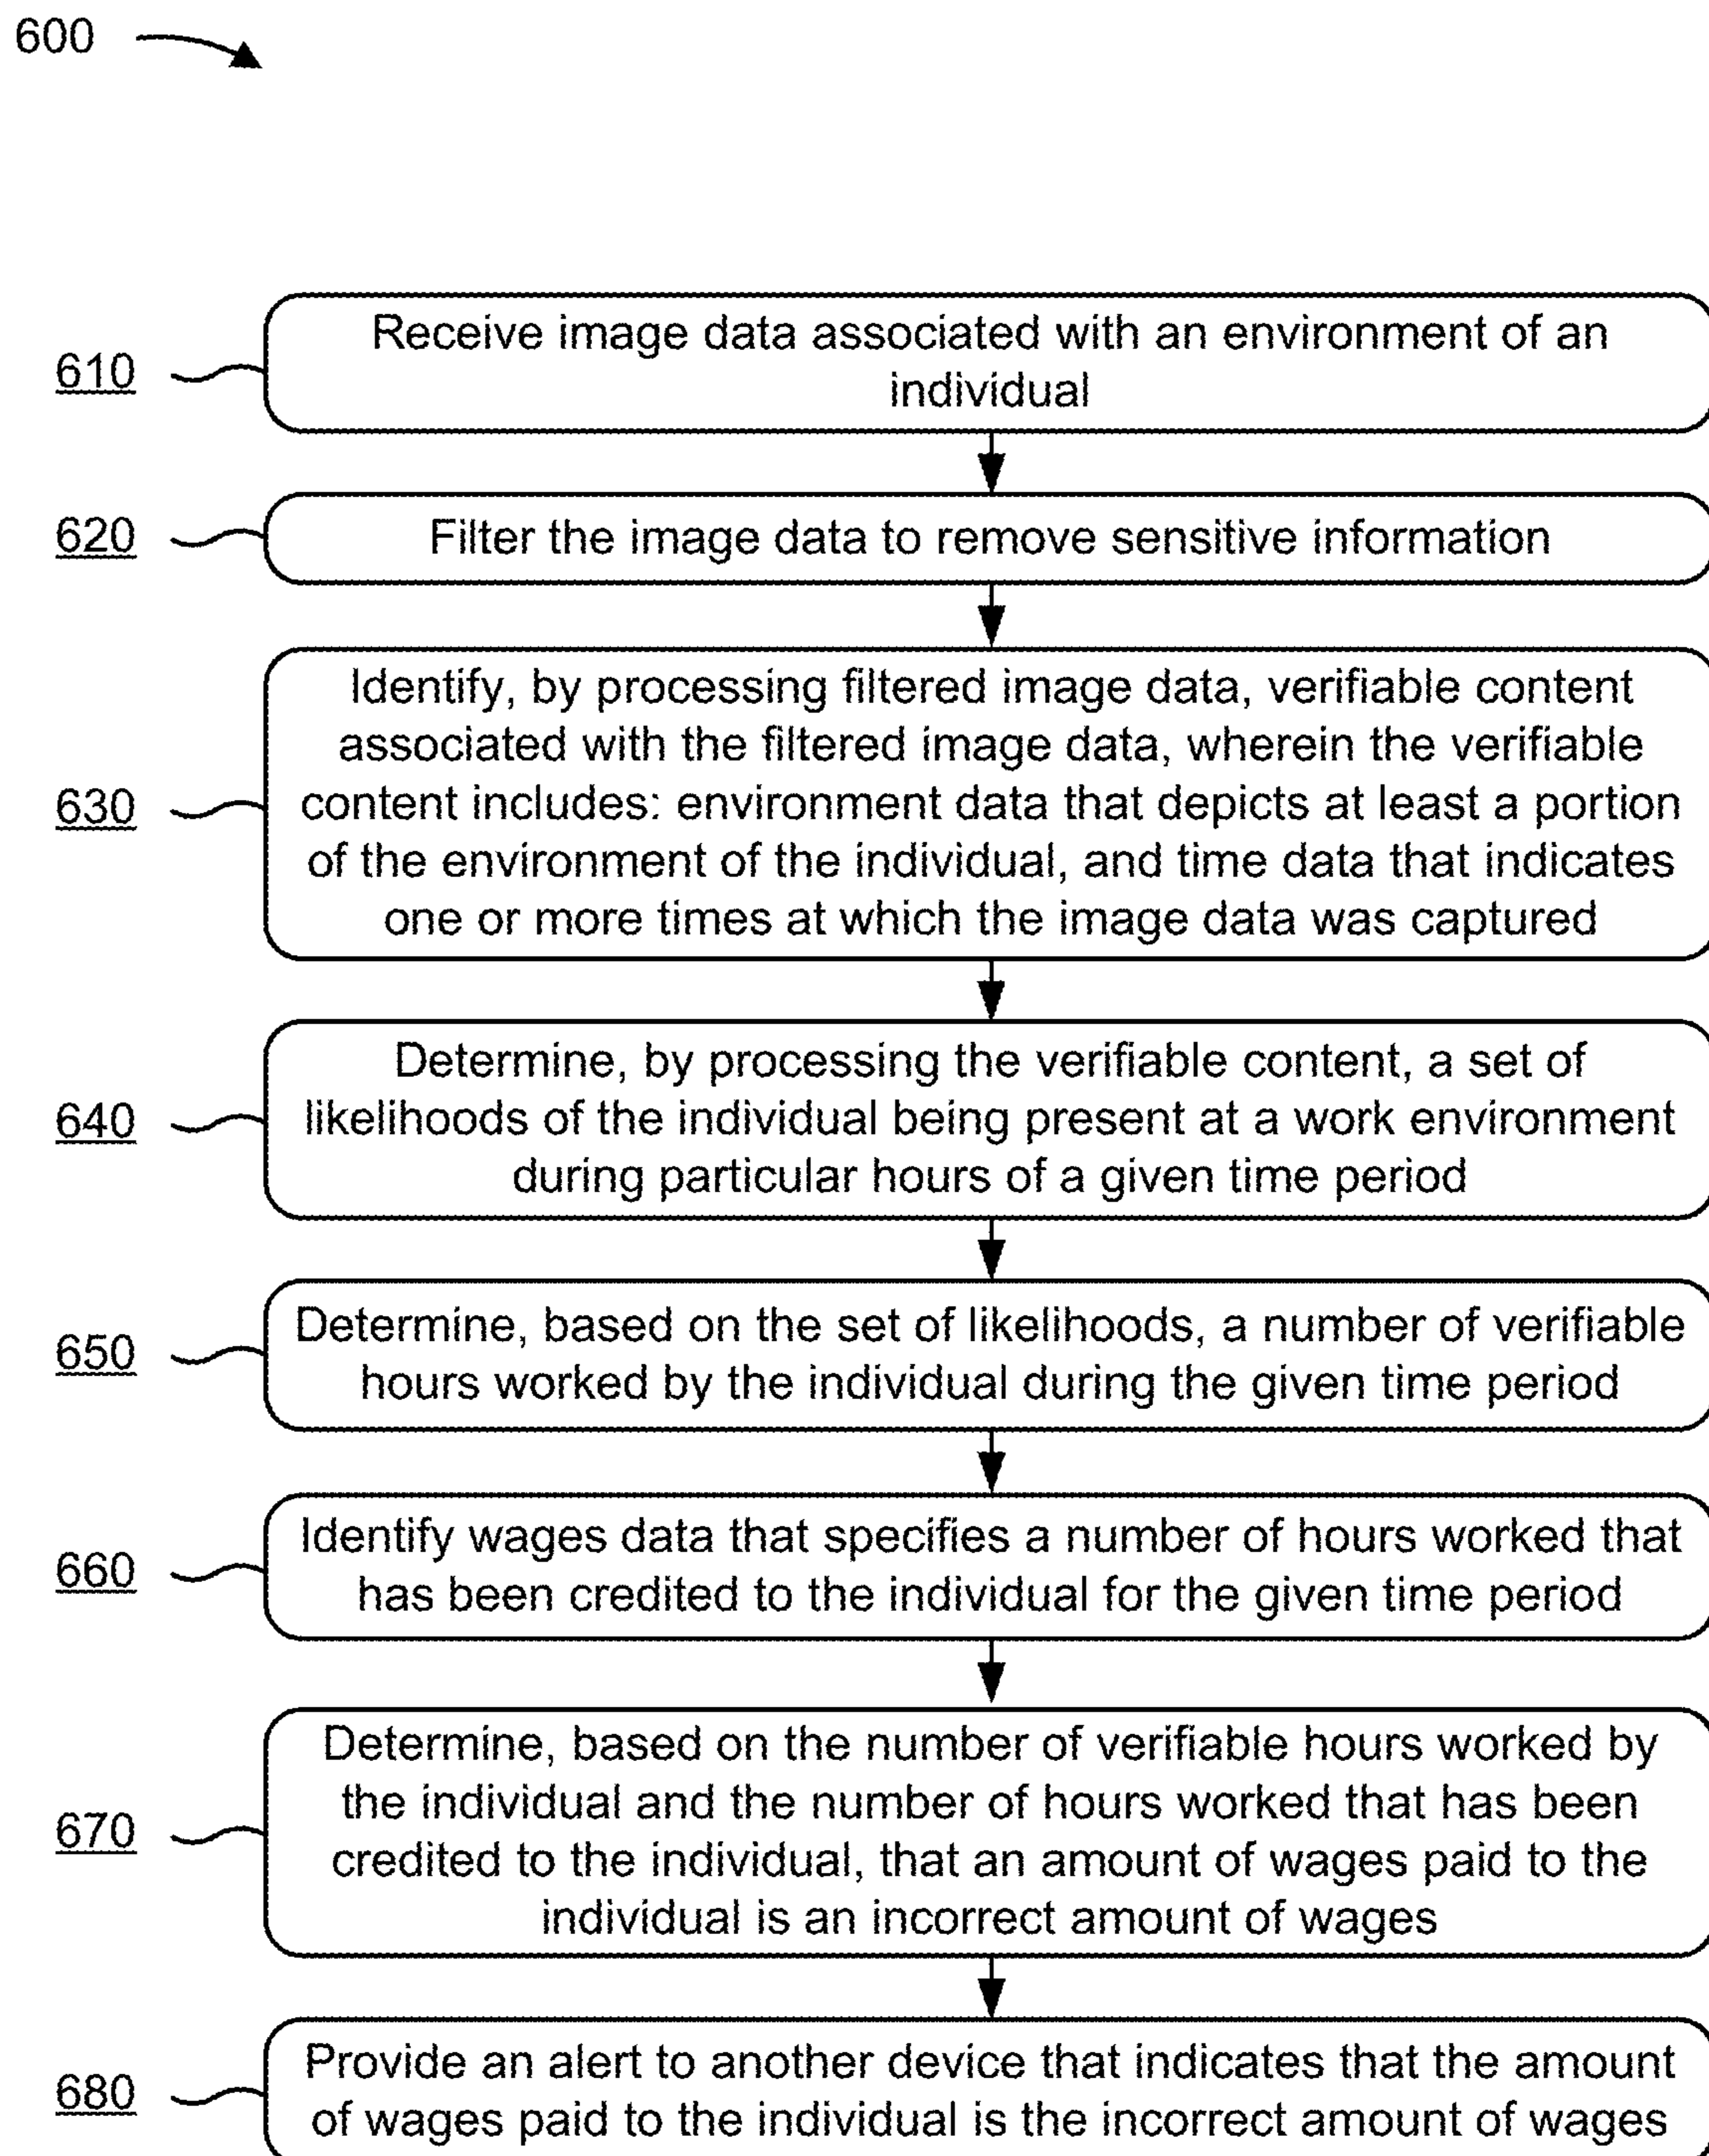 600
610
Receive image data associated with an environment of an
individual
620
Filter the image data to remove sensitive information
630
Identify, by processing filtered image data, verifiable content
associated with the filtered image data, wherein the verifiable
content includes: environment data that depicts at least a portion
of the environment of the individual, and time data that indicates
one or more times at which the image data was captured
640
Determine, by processing the verifiable content, a set of
likelihoods of the individual being present at a work environment
during particular hours of a given time period
650
Determine, based on the set of likelihoods, a number of verifiable
hours worked by the individual during the given time period
660
Identify wages data that specifies a number of hours worked that
has been credited to the individual for the given time period
670
Determine, based on the number of verifiable hours worked by
the individual and the number of hours worked that has been
credited to the individual, that an amount of wages paid to the
individual is an incorrect amount of wages
680
Provide an alert to another device that indicates that the amount
of wages paid to the individual is the incorrect amount of wages